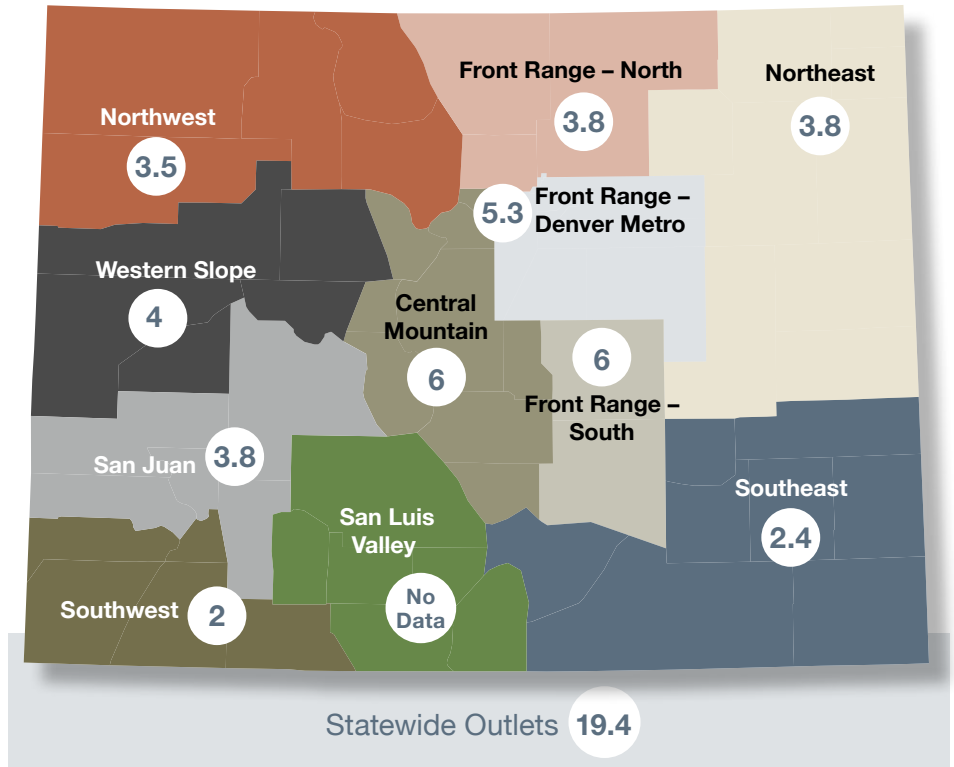 Front Range – North
3.8
Northeast
3.8
Northwest
3.5
5.3
Front Range –
Denver Metro
Western Slope
4
Central
Mountain
6
6
Front Range –
South
San Juan
3.8
Southeast
2.4
San Luis
Valley
No
Data
Southwest
2
Statewide Outlets 19.4